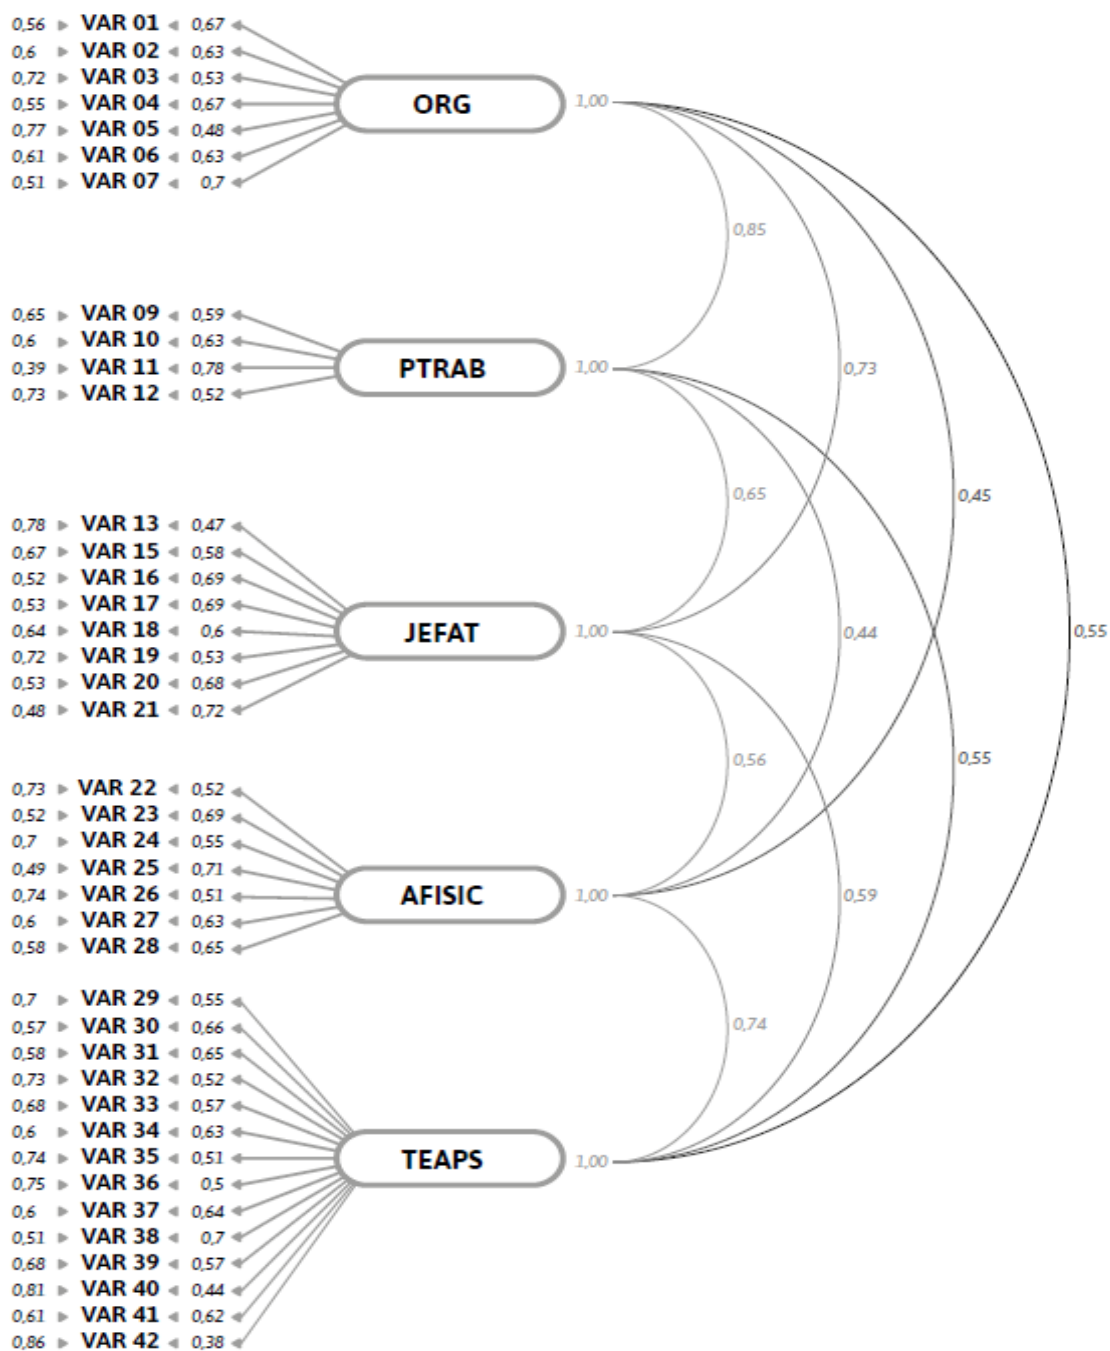 0,56 VAR 01 0,67
0,6 VAR 02 0,63
0,72 VAR 03 0,53
0,55 VAR 04 0,67
ORG 1,00
0,77 VAR 05 0,48
0,61 VAR 06 0,63
0,51 VAR 07 0,7
0,85
0,65 VAR 09 0,59
0,6 VAR 10 0,63
0,39 VAR 11 0,78
PTRAB 1,00
0,73
0,73 VAR 12 0,52
0,65
0,45
0,78 VAR 13 0,47
0,67 VAR 15 0,58
0,52 VAR 16 0,69
0,53 VAR 17 0,69
0,64 VAR 18 0,6
JEFAT 1,00
0,44
0,55
0,72 VAR 19 0,53
0,53 VAR 20 0,68
0,48 VAR 21 0,72
0,56
0,55
0,73 VAR 22 0,52
0,52 VAR 23 0,69
0,7 VAR 24 0,55
0,49 VAR 25 0,71
0,74 VAR 26 0,51
AFISIC 1,00
0,59
0,6 VAR 27 0,63
0,58 VAR 28 0,65
0,7 VAR 29 0,55
0,57 VAR 30 0,66
0,74
0,58 VAR 31 0,65
0,73 VAR 32 0,52
0,68 VAR 33 0,57
0,6 VAR 34 0,63
0,74 VAR 35 0,51
TEAPS 1,00
0,75 VAR 36 0,5
0,6 VAR 37 0,64
0,51 VAR 38 0,7
0,68 VAR 39 0,57
0,81 VAR 40 0,44
0,61 VAR 41 0,62
0,86 VAR 42 0,38